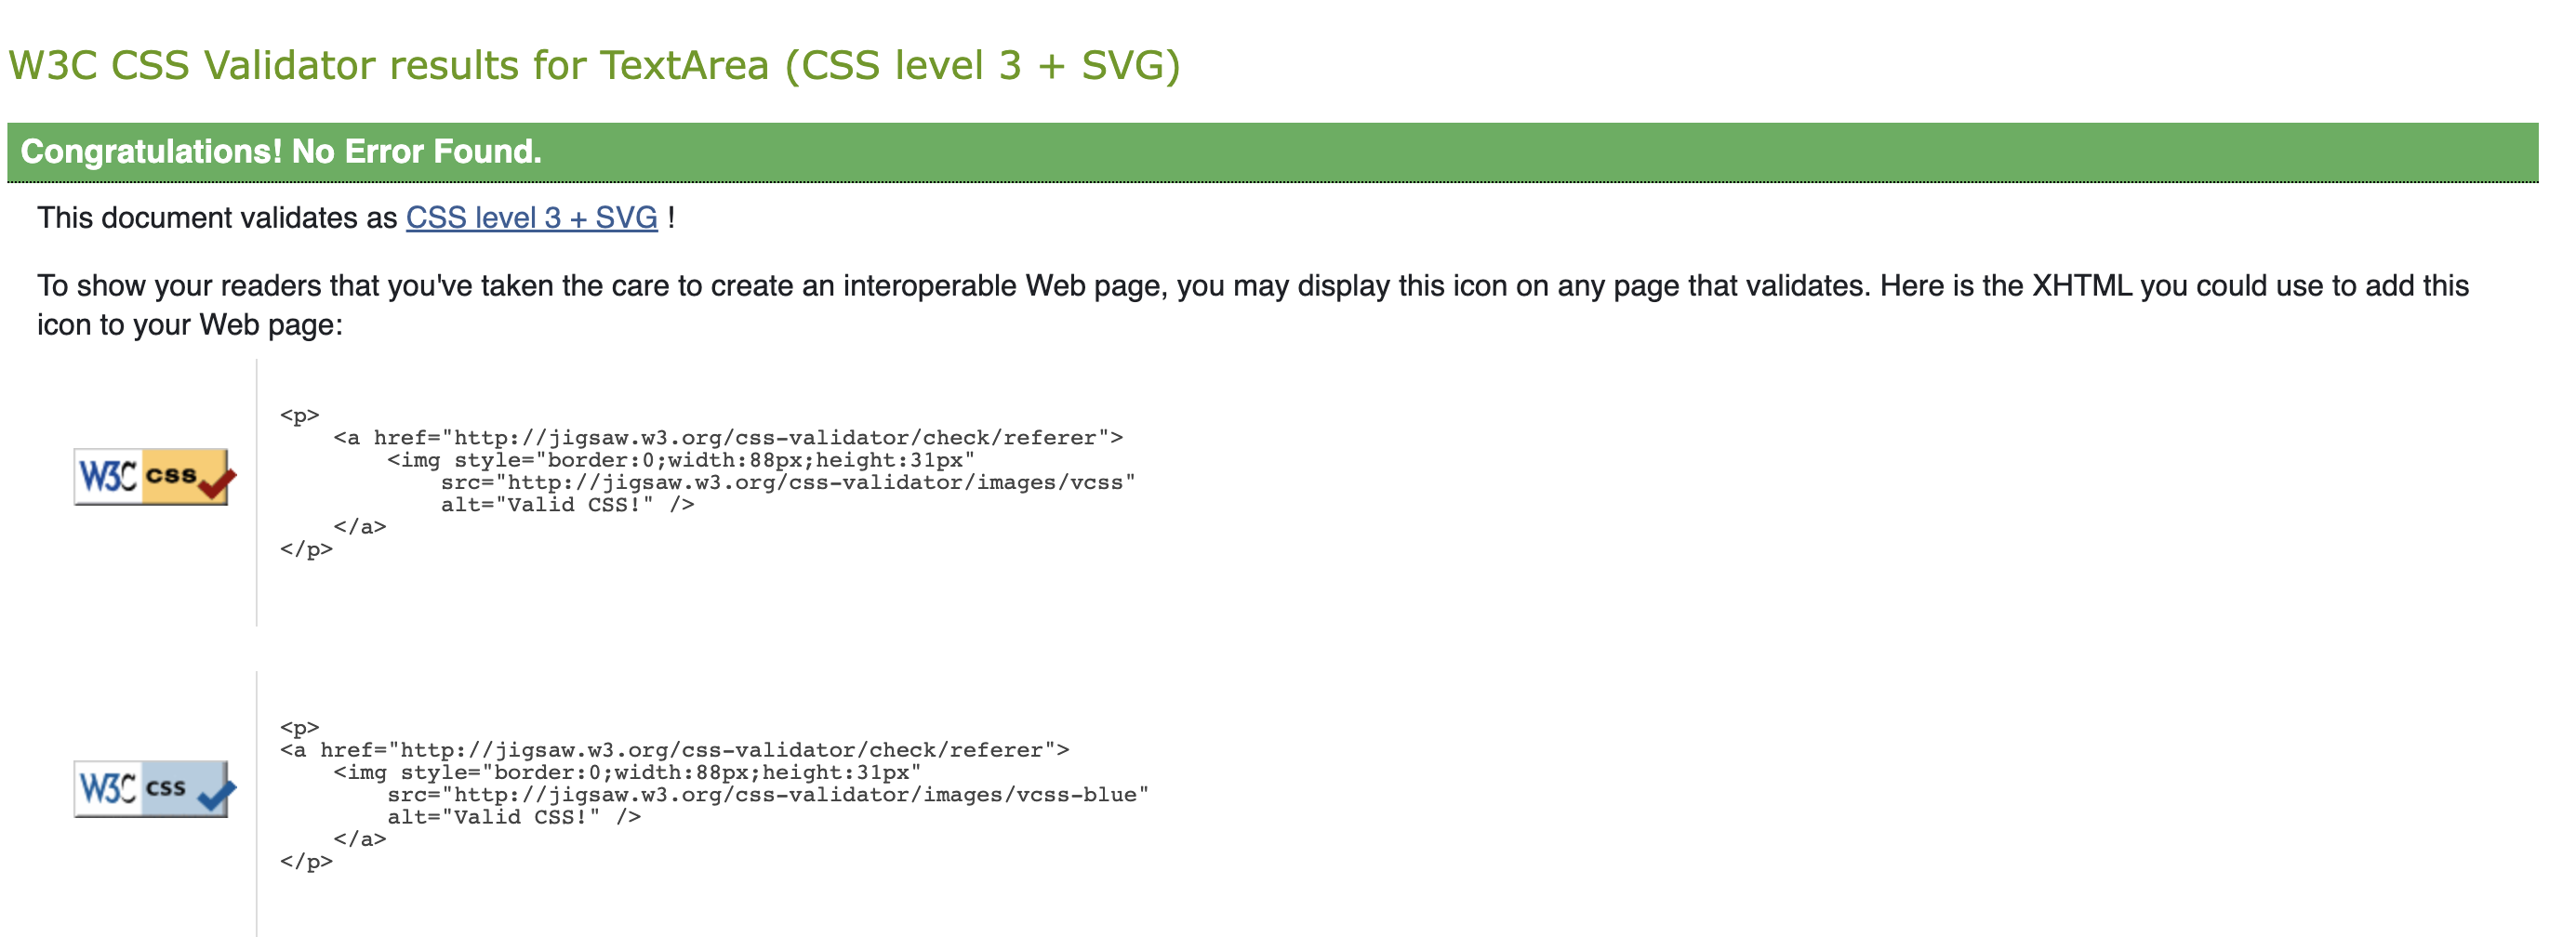 W3C CSS Validator results for TextArea (CSS level 3 + SVG)
Congratulations! No Error Found.
This document validates as CSS level 3 + SVG !
To show your readers that you've taken the care to create an interoperable Web page, you may display this icon on any page that validates. Here is the XHTML you could use to add this
icon to your Web page:
W3C css
<p>
    <a href="http://jigsaw.w3.org/css-validator/check/referer">
        <img style="border:0;width:88px;height:31px"
            src="http://jigsaw.w3.org/css-validator/images/vcss"
            alt="Valid CSS!" />
    </a>
</p>
W3C css
<p>
<a href="http://jigsaw.w3.org/css-validator/check/referer">
    <img style="border:0;width:88px;height:31px"
        src="http://jigsaw.w3.org/css-validator/images/vcss-blue"
        alt="Valid CSS!" />
    </a>
</p>